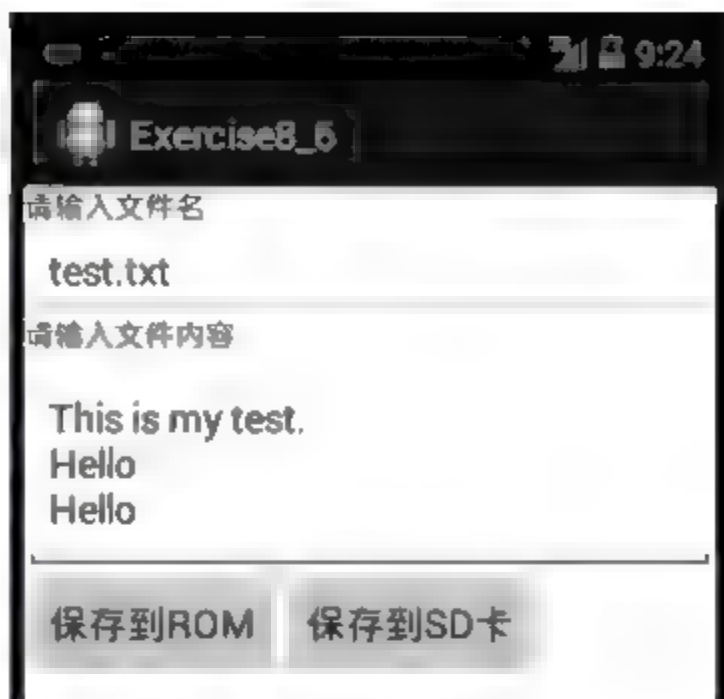 9:24
Exercise8_5
请输入文件名
test.txt
请输入文件内容
This is my test.
Hello
Hello
保存到ROM 保存到SD卡